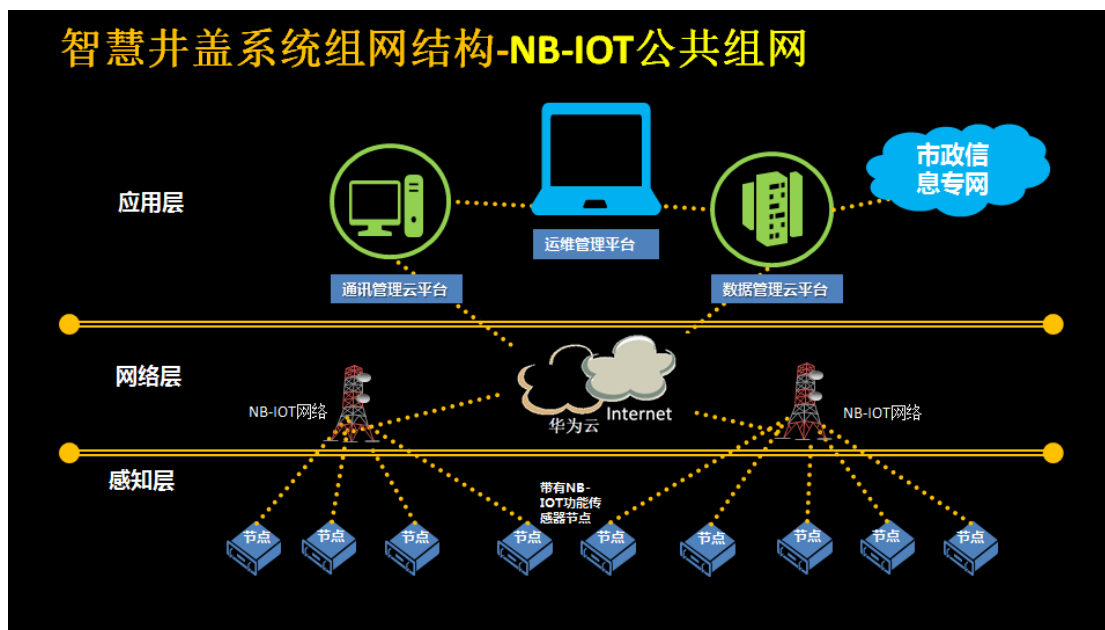 智慧井盖系统组网结构-NB-IOT公共组网
市政信
息专网
应用层
运维管理平台
通讯管理云平台
数据管理云平台
网络层
NB-IOT网络
华为云
Internet
NB-IOT网络
感知层
带有NB-
IOT功能传
感器节点
节点
节点
节点
节点
节点
节点
节点
节点
节点